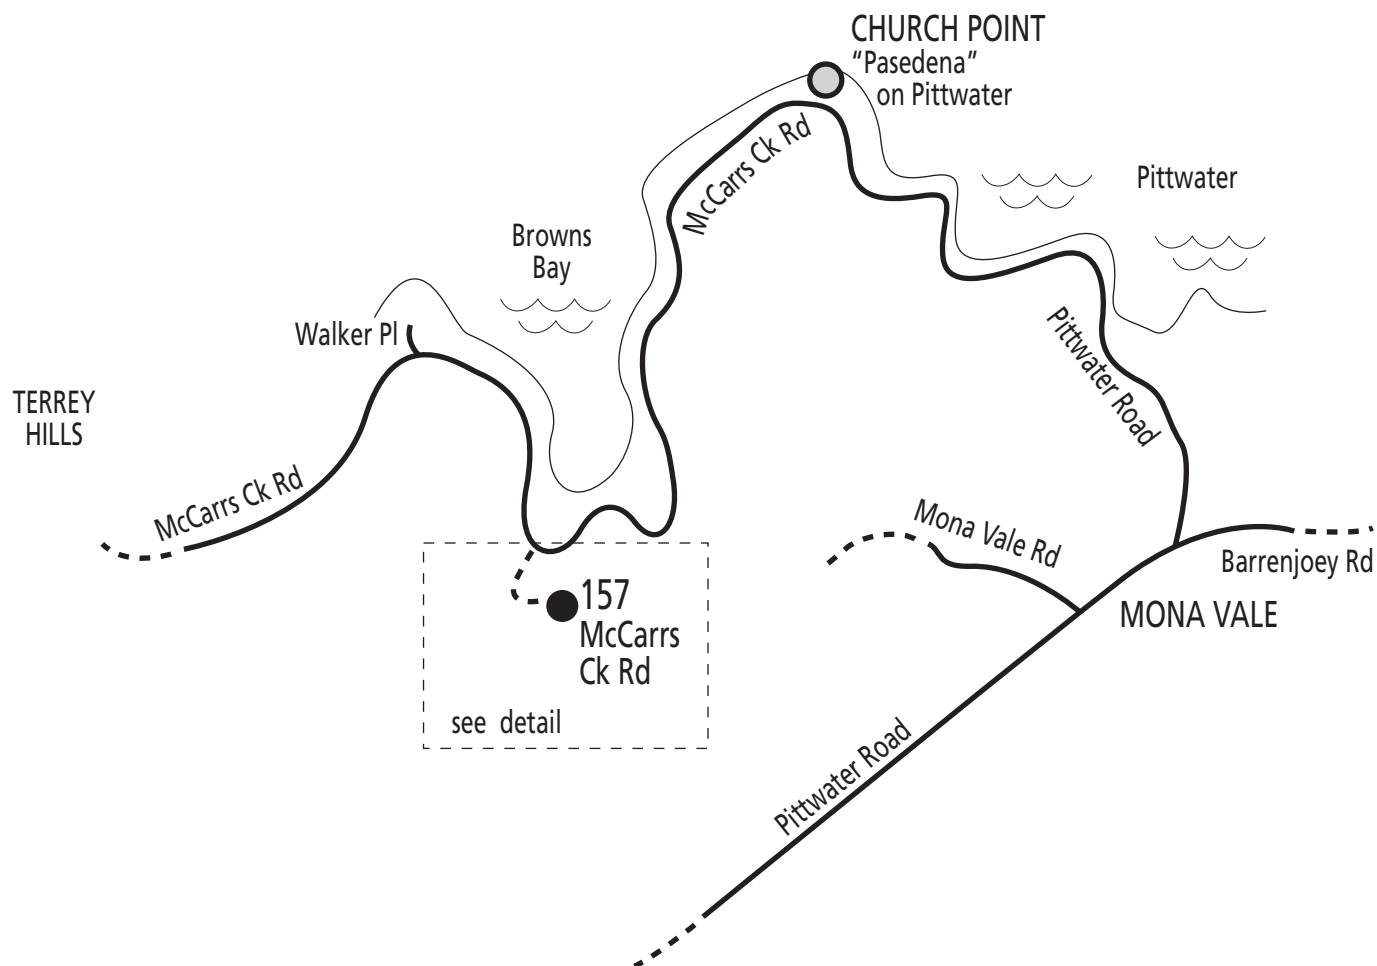 CHURCH POINT
“Pasedena”
on Pittwater
McCarrs Ck Rd
Pittwater
Browns
Bay
Walker Pl
Pittwater Road
TERREY
HILLS
McCarrs Ck Rd
Mona Vale Rd
Barrenjoey Rd
MONA VALE
157
McCarrs
Ck Rd
see detail
Pittwater Road